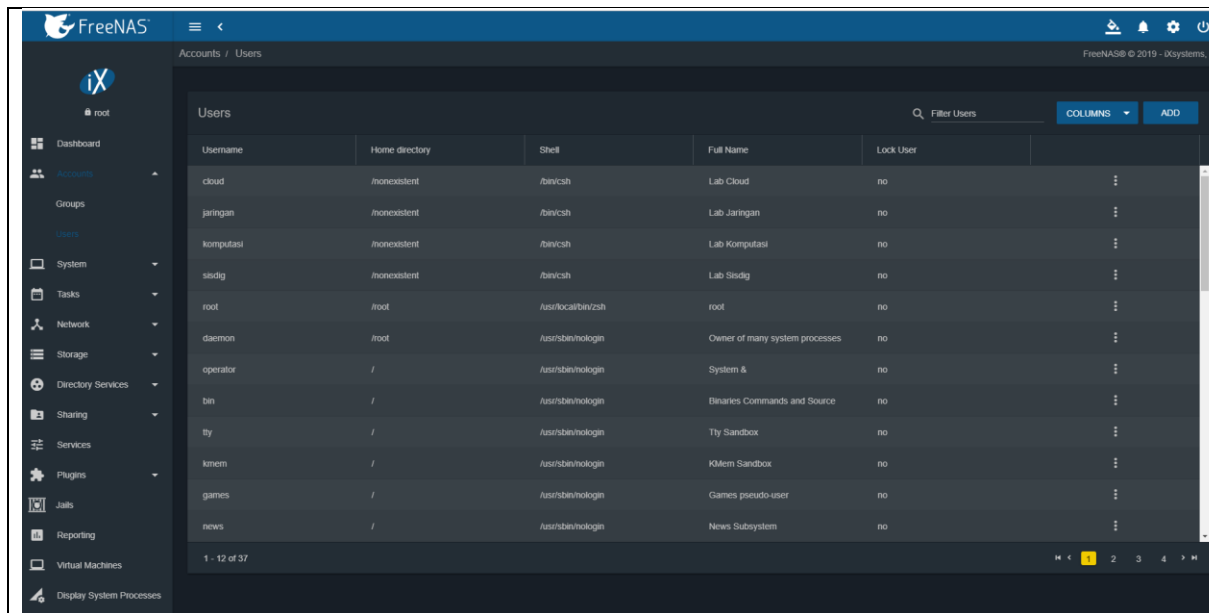 FreeNAS®
Accounts / Users
FreeNAS® © 2019 - iXsystems,
iX
root
Dashboard
Accounts
Groups
Users
System
Tasks
Network
Storage
Directory Services
Sharing
Services
Plugins
Jails
Reporting
Virtual Machines
Display System Processes
Users
Filter Users
COLUMNS
ADD
Username Home directory Shell Full Name Lock User
cloud /nonexistent /bin/csh Lab Cloud no
jaringan /nonexistent /bin/csh Lab Jaringan no
komputasi /nonexistent /bin/csh Lab Komputasi no
sisdig /nonexistent /bin/csh Lab Sisdig no
root /root /usr/local/bin/zsh root no
daemon /root /usr/sbin/nologin Owner of many system processes no
operator / /usr/sbin/nologin System & no
bin / /usr/sbin/nologin Binaries Commands and Source no
tty / /usr/sbin/nologin Tty Sandbox no
kmem / /usr/sbin/nologin KMem Sandbox no
games / /usr/sbin/nologin Games pseudo-user no
news / /usr/sbin/nologin News Subsystem no
1 - 12 of 37
1 2 3 4